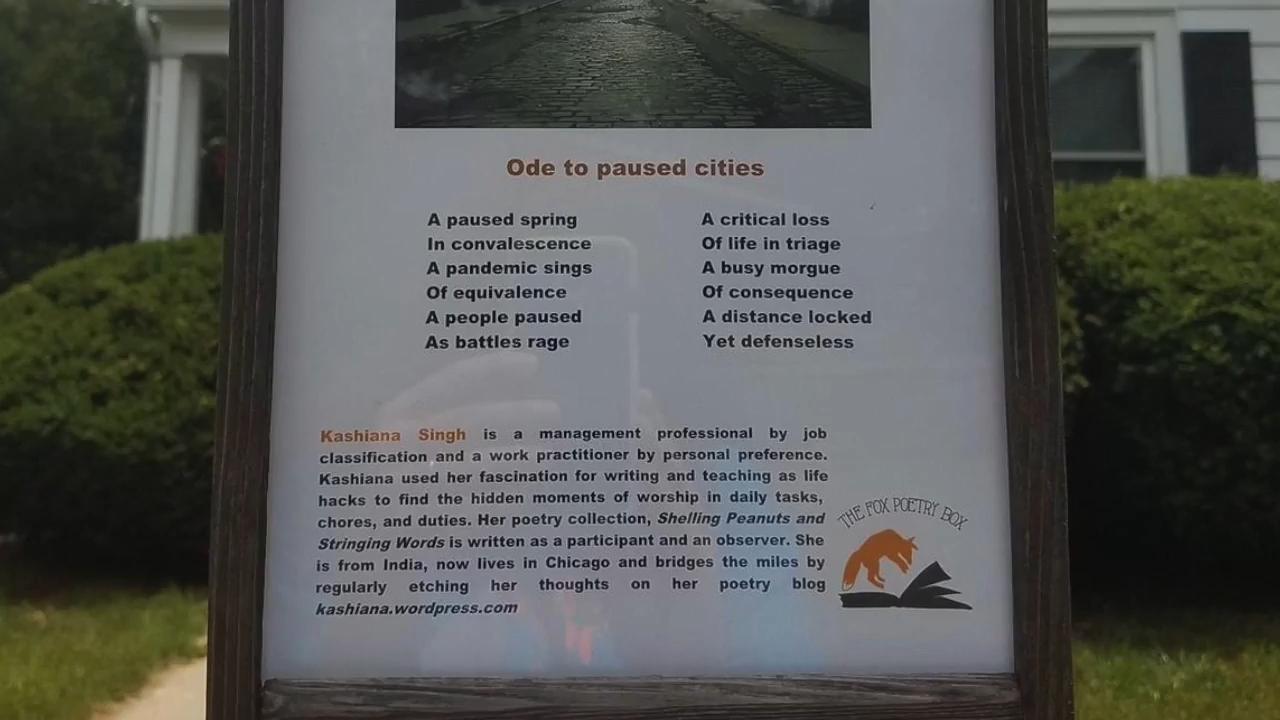 Ode to paused cities
A paused spring
In convalescence
A pandemic sings
Of equivalence
A people paused
As battles rage
A critical loss
Of life in triage
A busy morgue
Of consequence
A distance locked
Yet defenseless
Kashiana Singh is a management professional by job
classification and a work practitioner by personal preference.
Kashiana used her fascination for writing and teaching as life
hacks to find the hidden moments of worship in daily tasks,
chores, and duties. Her poetry collection, Shelling Peanuts and
Stringing Words is written as a participant and an observer. She
is from India, now lives in Chicago and bridges the miles by
regularly etching her thoughts on her poetry blog
kashiana.wordpress.com
THE FOX POETRY BOX